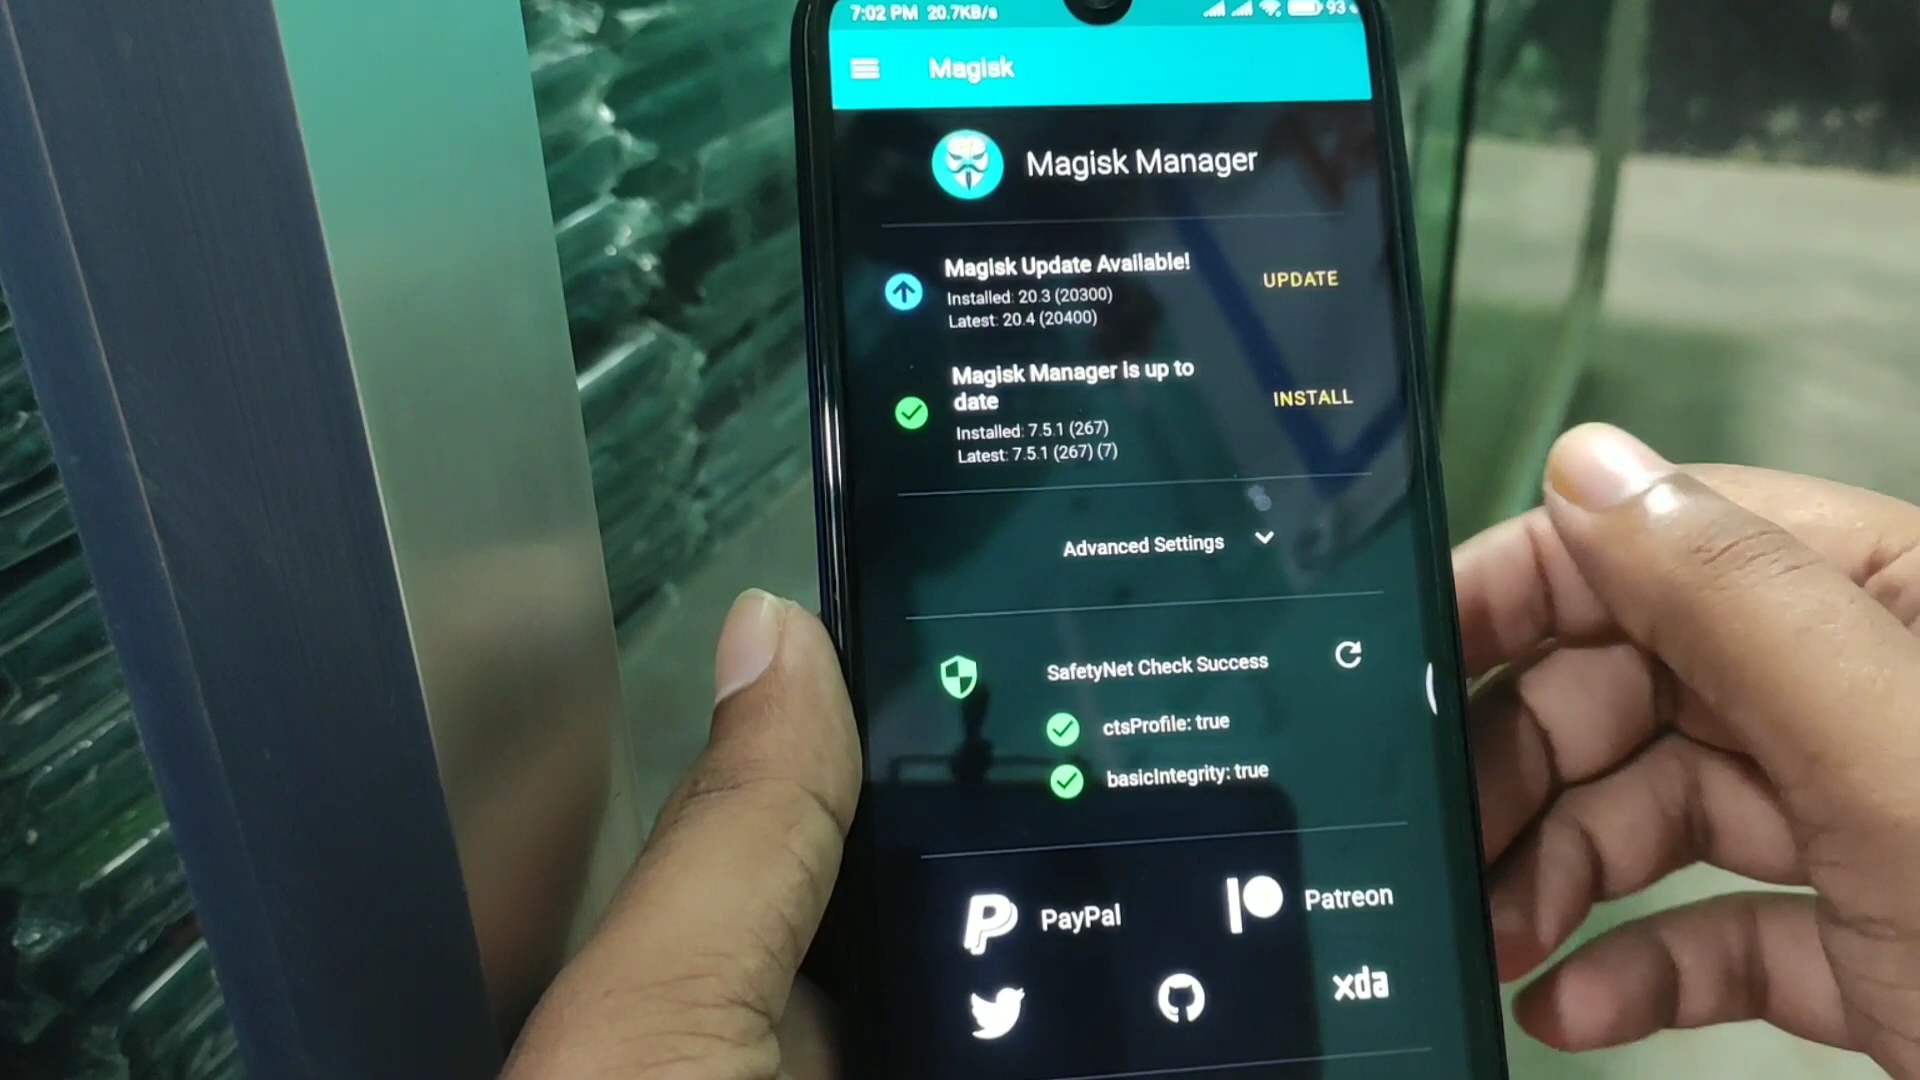 7:02 PM 20.7KB/s 93
Magisk
Magisk Manager
Magisk Update Available!
Installed: 20.3 (20300)
Latest: 20.4 (20400)
UPDATE
Magisk Manager is up to
date
Installed: 7.5.1 (267)
Latest: 7.5.1 (267) (7)
INSTALL
Advanced Settings
SafetyNet Check Success
ctsProfile: true
basicIntegrity: true
PayPal
Patreon
xda